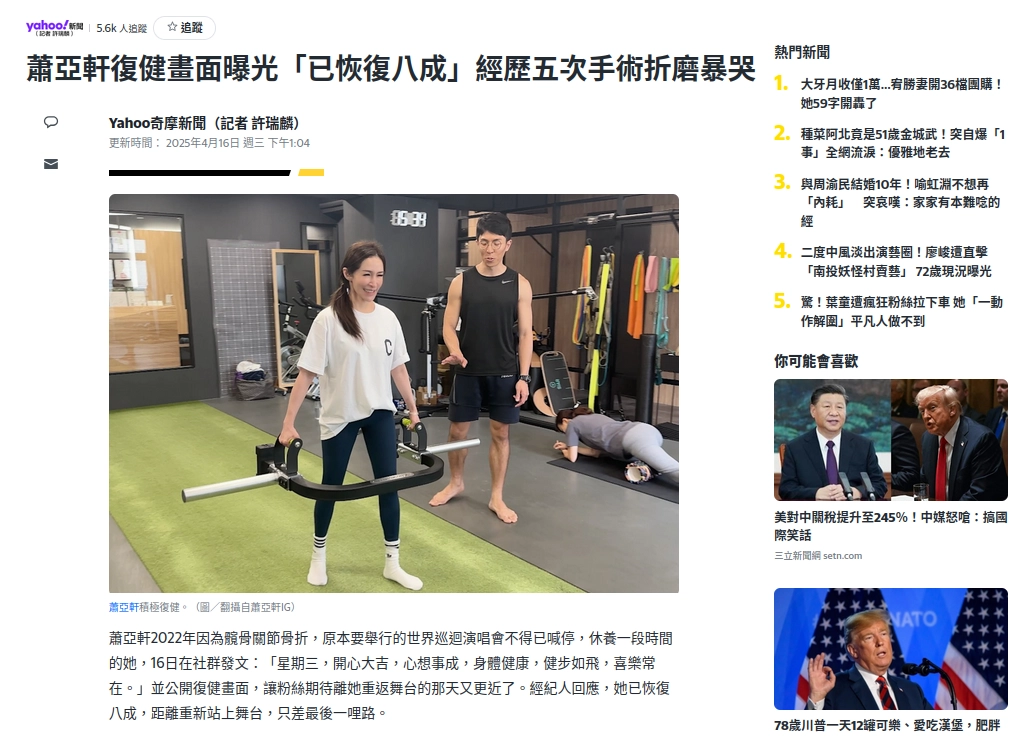 yahoo!新聞
（記者 許瑞麟）
5.6k 人追蹤
追蹤
蕭亞軒復健畫面曝光「已恢復八成」經歷五次手術折磨暴哭
Yahoo奇摩新聞（記者 許瑞麟）
更新時間： 2025年4月16日 週三 下午1:04
C
蕭亞軒積極復健。（圖／翻攝自蕭亞軒IG）
蕭亞軒2022年因為髖骨關節骨折，原本要舉行的世界巡迴演唱會不得已喊停，休養一段時間
的她，16日在社群發文：「星期三，開心大吉，心想事成，身體健康，健步如飛，喜樂常
在。」並公開復健畫面，讓粉絲期待離她重返舞台的那天又更近了。經紀人回應，她已恢復
八成，距離重新站上舞台，只差最後一哩路。
熱門新聞
1. 大牙月收僅1萬...宥勝妻開36檔團購！
她59字開轟了
2. 種菜阿北竟是51歲金城武！突自爆「1
事」全網流淚：優雅地老去
3. 與周渝民結婚10年！喻虹淵不想再
「內耗」　突哀嘆：家家有本難唸的
經
4. 二度中風淡出演藝圈！廖峻遭直擊
「南投妖怪村賣藝」 72歲現況曝光
5. 驚！葉童遭瘋狂粉絲拉下車 她「一動
作解圍」平凡人做不到
你可能會喜歡
美對中關稅提升至245%！中媒怒嗆：搞國
際笑話
三立新聞網 setn.com
NATO
78歲川普一天12罐可樂、愛吃漢堡，肥胖